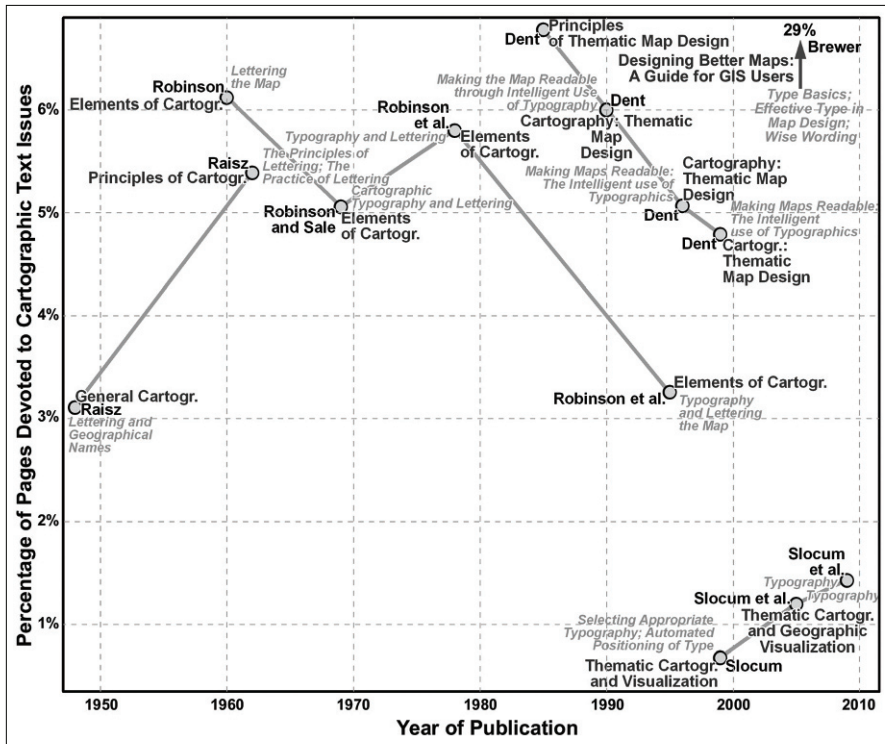 Percentage of Pages Devoted to Cartographic Text Issues
6%
5%
4%
3%
2%
1%
Robinson
Elements of Cartogr.
Lettering
the Map
Raisz
Principles of Cartogr.
The Principles of
Lettering; The
Practice of Lettering
General Cartogr.
Raisz
Lettering and
Geographical
Names
Robinson
and Sale
Elements
of Cartogr.
Cartographic
Typography and Lettering
Robinson
et al.
Typography and Lettering
Elements
of Cartogr.
Robinson et al.
Elements of Cartogr.
Typography
and Lettering
the Map
Dent
Principles
of Thematic Map Design
Making the Map Readable
through Intelligent Use
of Typography
Dent
Cartography: Thematic
Map
Design
Making Maps Readable:
The Intelligent use of
Typographics
Cartography:
Thematic Map
Design
Dent
Making Maps Readable:
The Intelligent
use of Typographics
Dent
Cartogr.:
Thematic
Map Design
29%
Brewer
Designing Better Maps:
A Guide for GIS Users
Type Basics;
Effective Type in
Map Design;
Wise Wording
Slocum
et al.
Typography
Slocum et al.
Typography
Thematic Cartogr.
and Geographic
Visualization
Selecting Appropriate
Typography; Automated
Positioning of Type
Thematic Cartogr.
and Visualization
Slocum
1950 1960 1970 1980 1990 2000 2010
Year of Publication